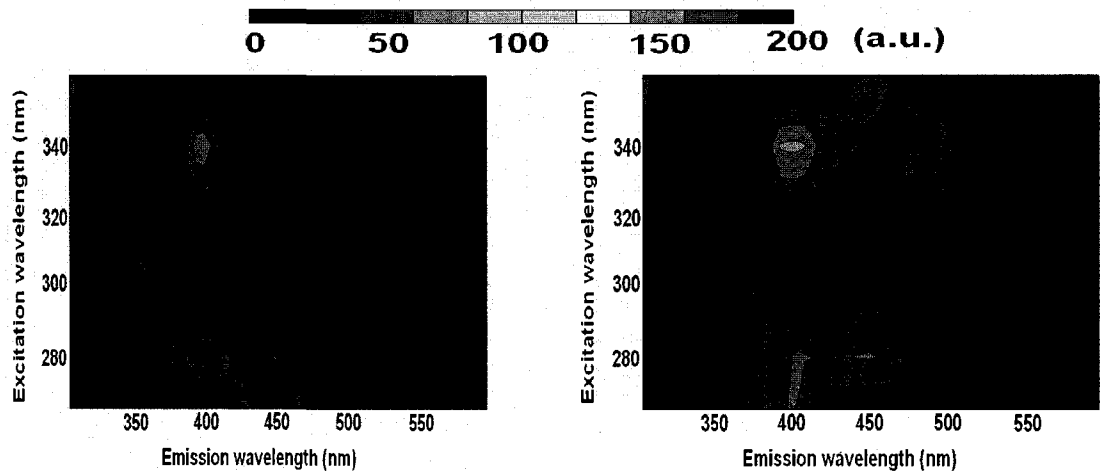 0 50 100 150 200 (a.u.)
Excitation wavelength (nm)
340
320
300
280
350 400 450 500 550
Emission wavelength (nm)
Excitation wavelength (nm)
340
320
300
280
350 400 450 500 550
Emission wavelength (nm)